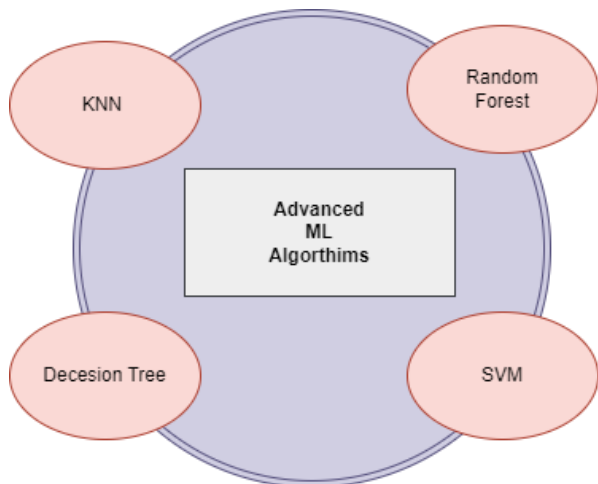 KNN
Random
Forest
Advanced
ML
Algorthims
Decesion Tree
SVM